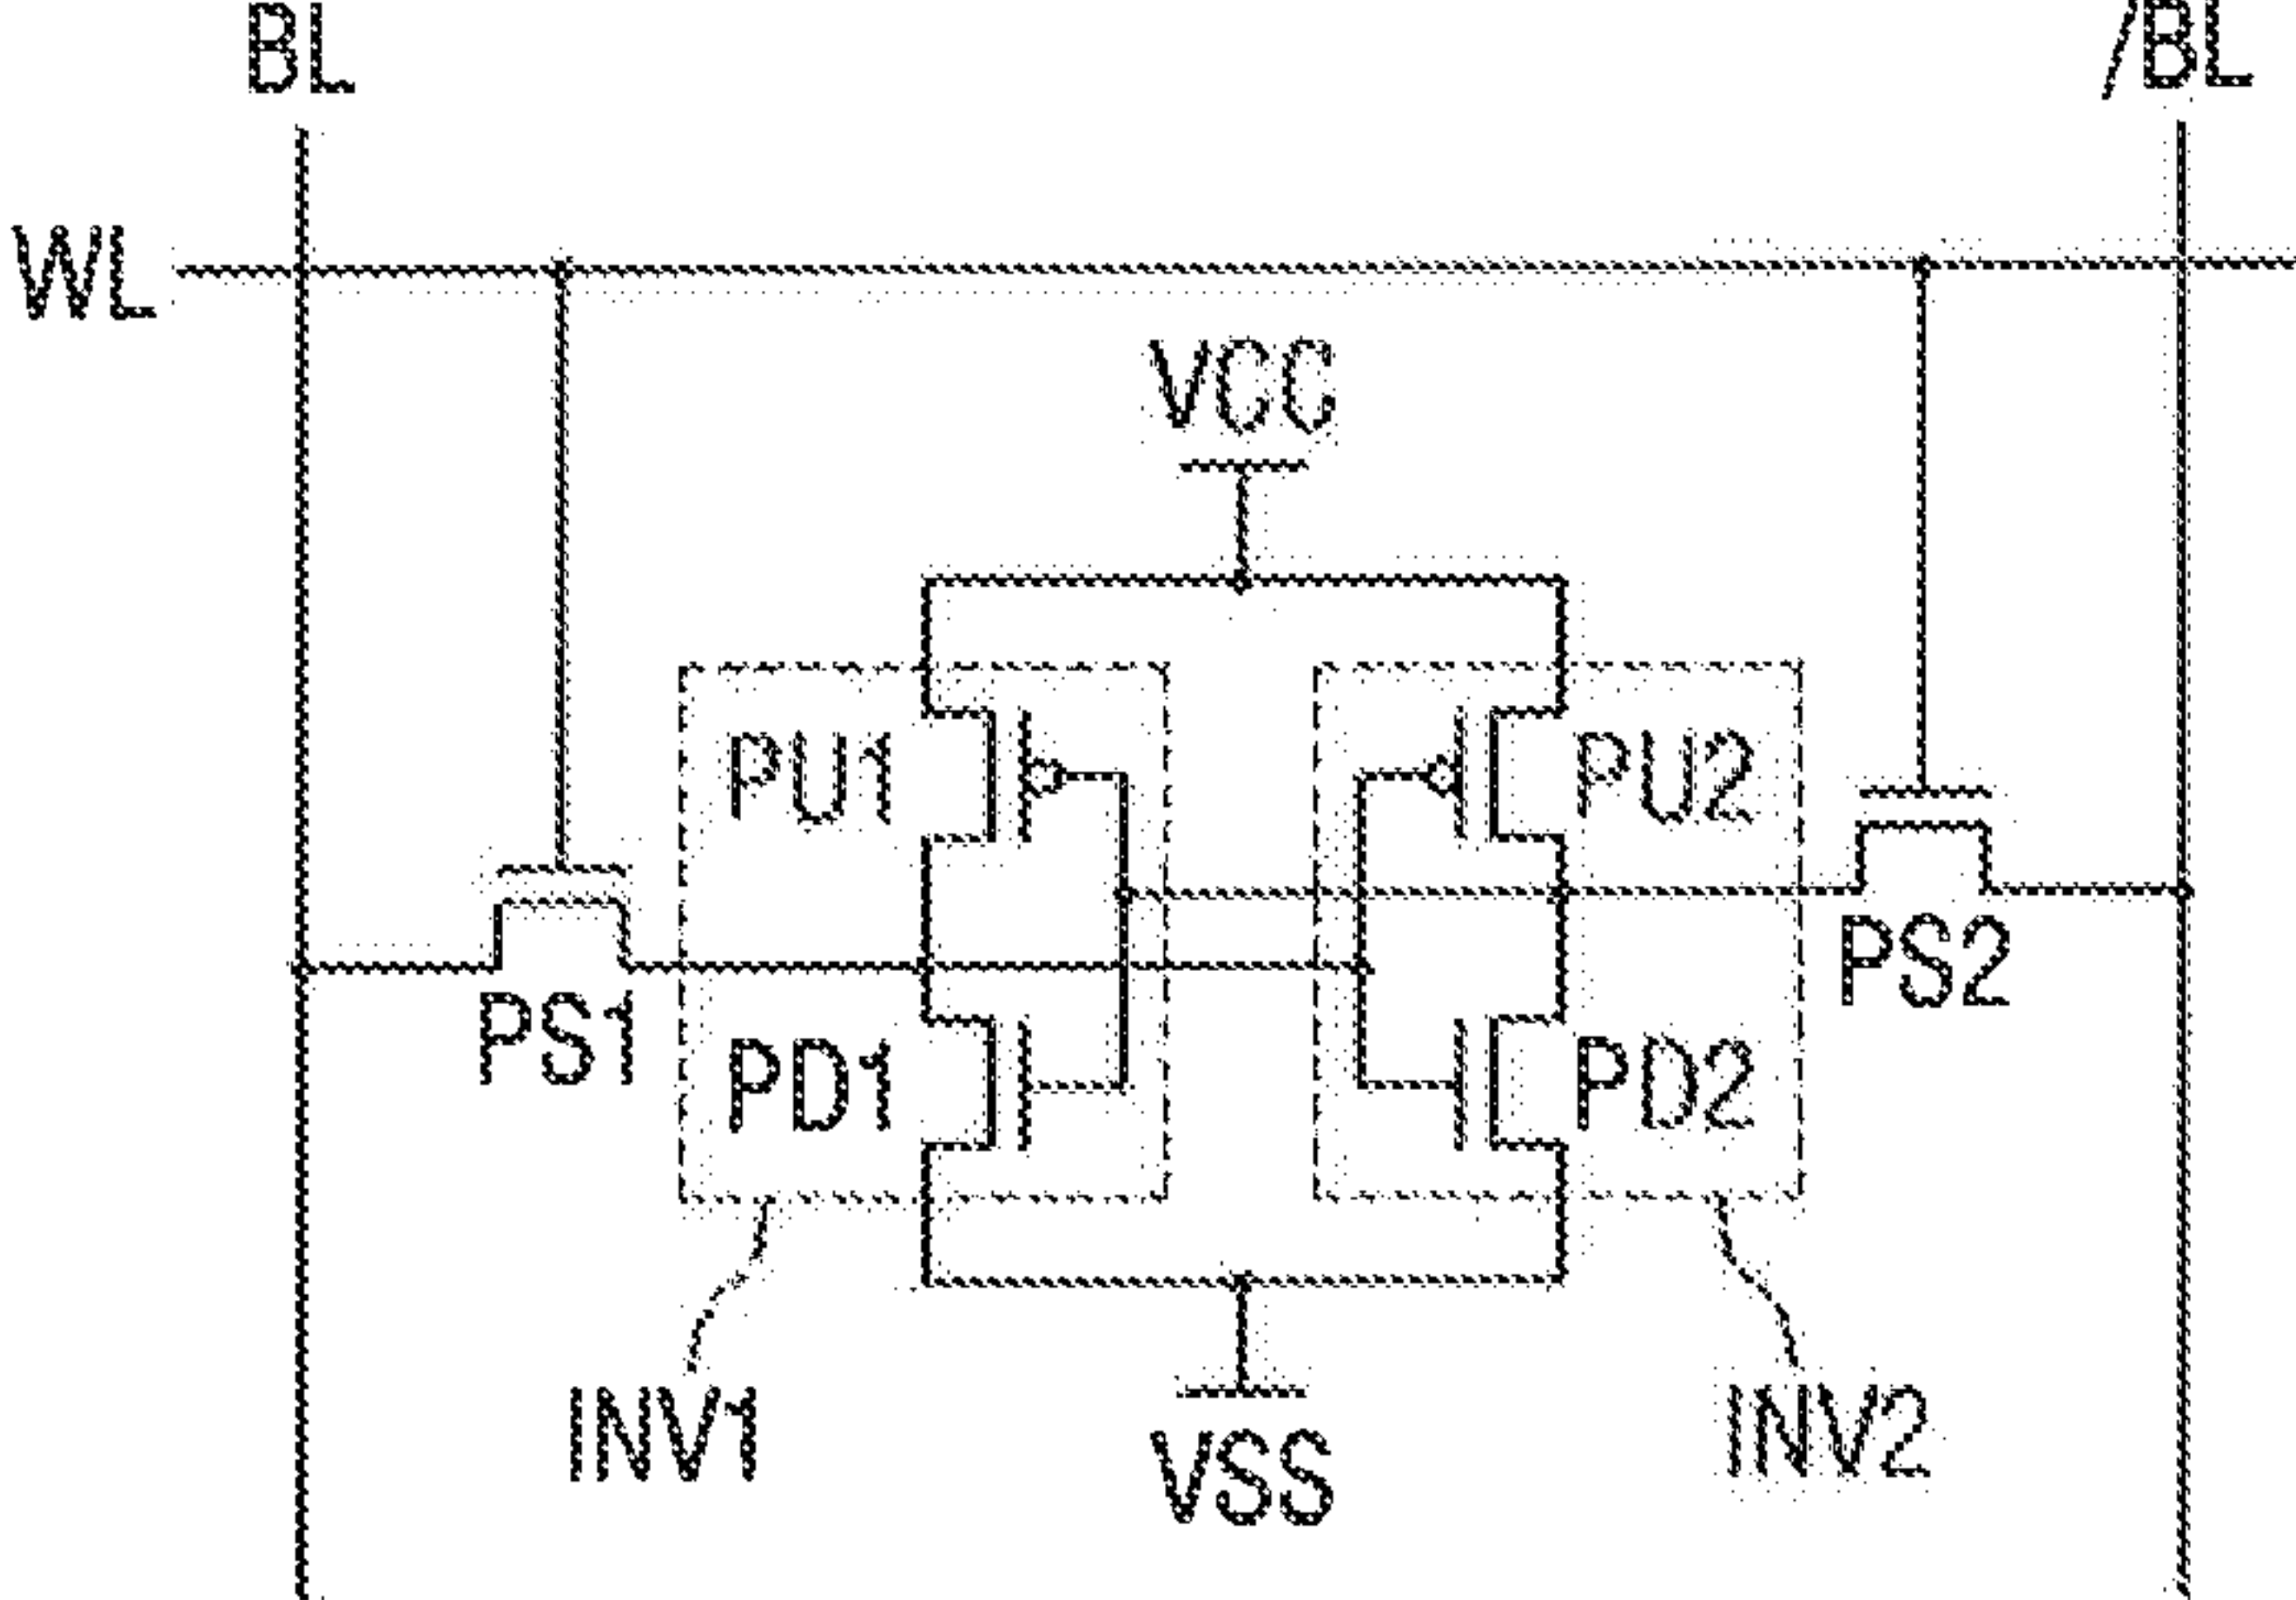 BL
/BL
WL
VCC
PU1
PU2
PS2
PS1
PD1
PD2
INV1
INV2
VSS